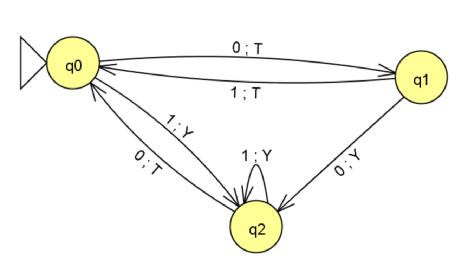 0 ; T
q0
q1
1 ; T
1 ; Y
0 ; T
1 ; Y
0 ; Y
q2